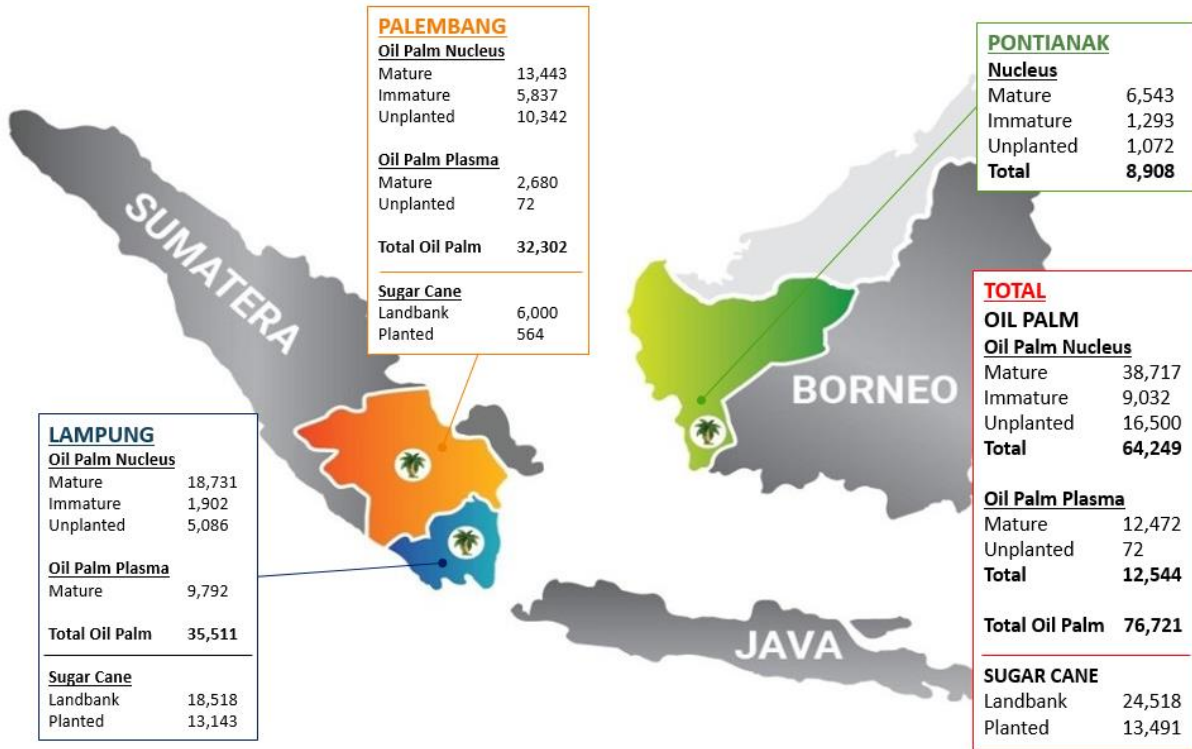 PALEMBANG
Oil Palm Nucleus
Mature 13,443
Immature 5,837
Unplanted 10,342
Oil Palm Plasma
Mature 2,680
Unplanted 72
Total Oil Palm 32,302
Sugar Cane
Landbank 6,000
Planted 564
PONTIANAK
Nucleus
Mature 6,543
Immature 1,293
Unplanted 1,072
Total 8,908
SUMATERA
BORNEO
JAVA
LAMPUNG
Oil Palm Nucleus
Mature 18,731
Immature 1,902
Unplanted 5,086
Oil Palm Plasma
Mature 9,792
Total Oil Palm 35,511
Sugar Cane
Landbank 18,518
Planted 13,143
TOTAL
OIL PALM
Oil Palm Nucleus
Mature 38,717
Immature 9,032
Unplanted 16,500
Total 64,249
Oil Palm Plasma
Mature 12,472
Unplanted 72
Total 12,544
Total Oil Palm 76,721
SUGAR CANE
Landbank 24,518
Planted 13,491